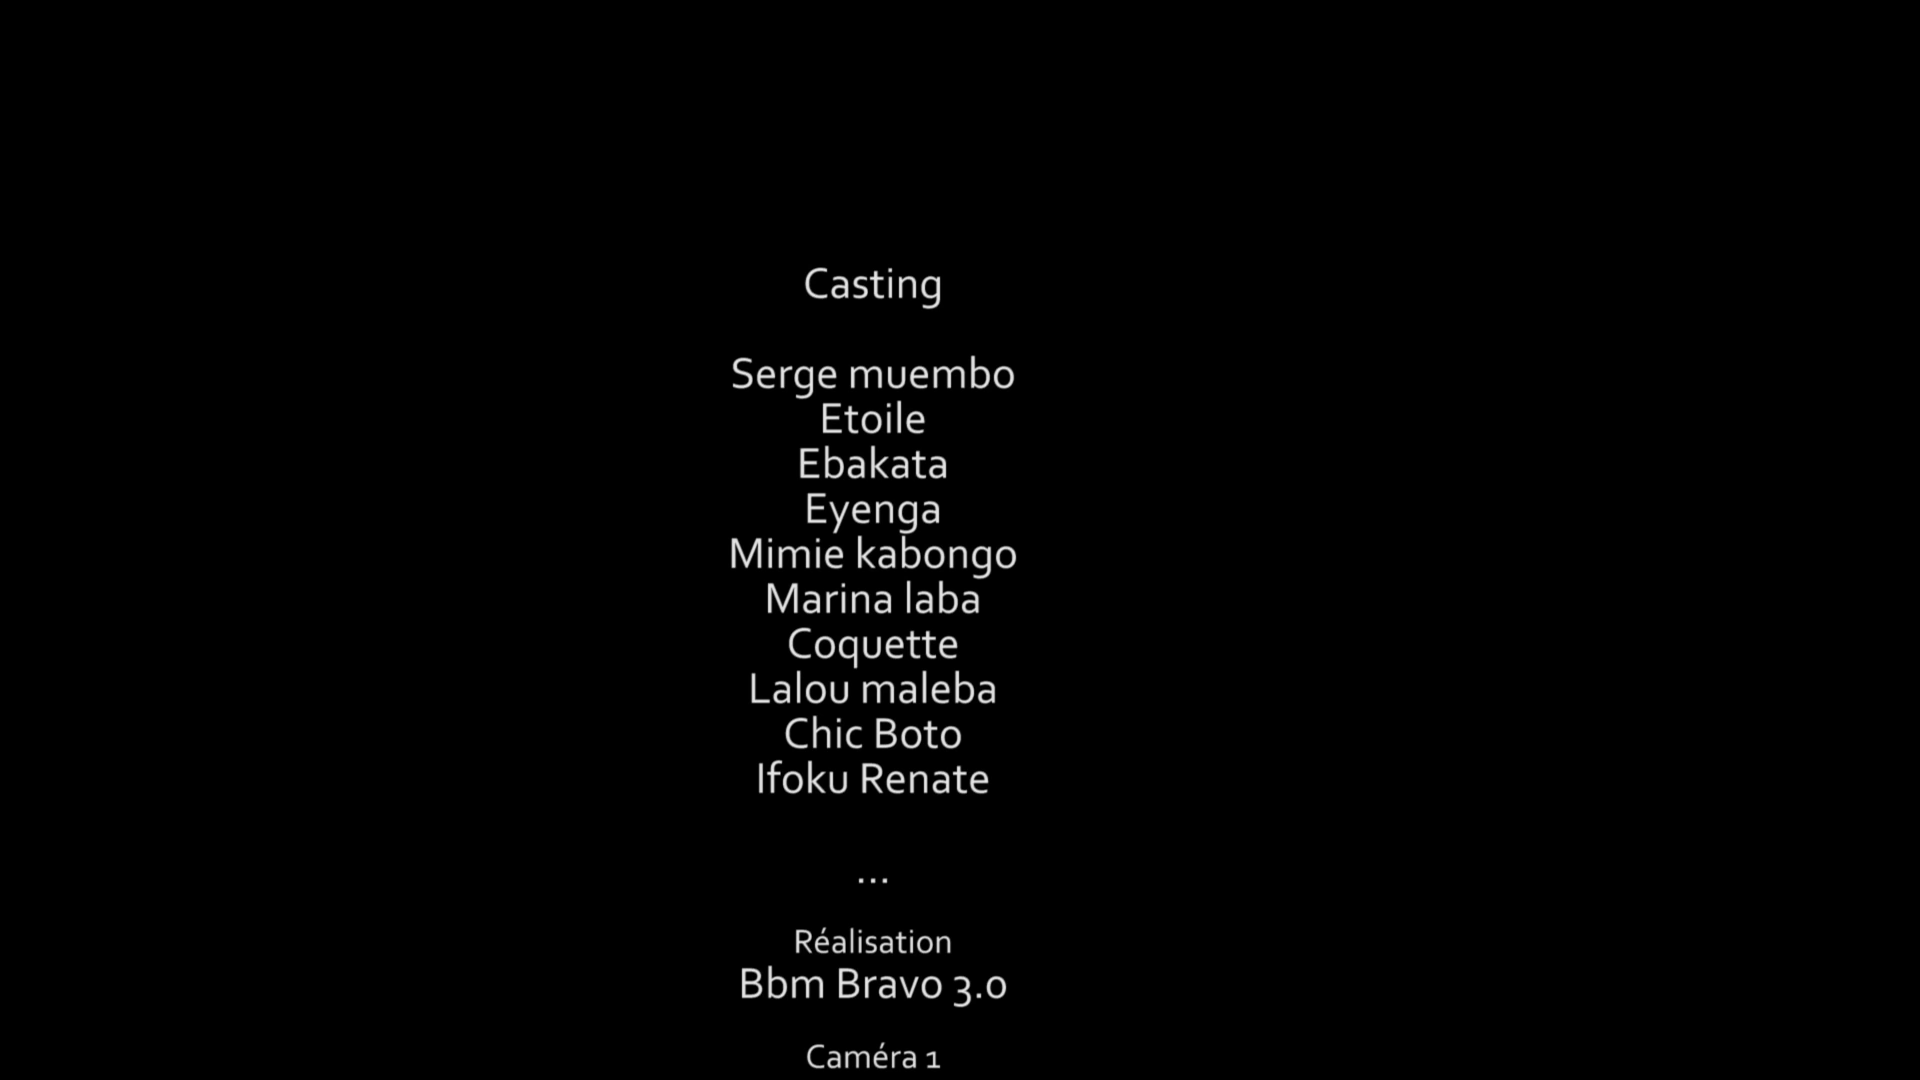 Casting
Serge muembo
Etoile
Ebakata
Eyenga
Mimie kabongo
Marina laba
Coquette
Lalou maleba
Chic Boto
Ifoku Renate
...
Réalisation
Bbm Bravo 3.0
Caméra 1